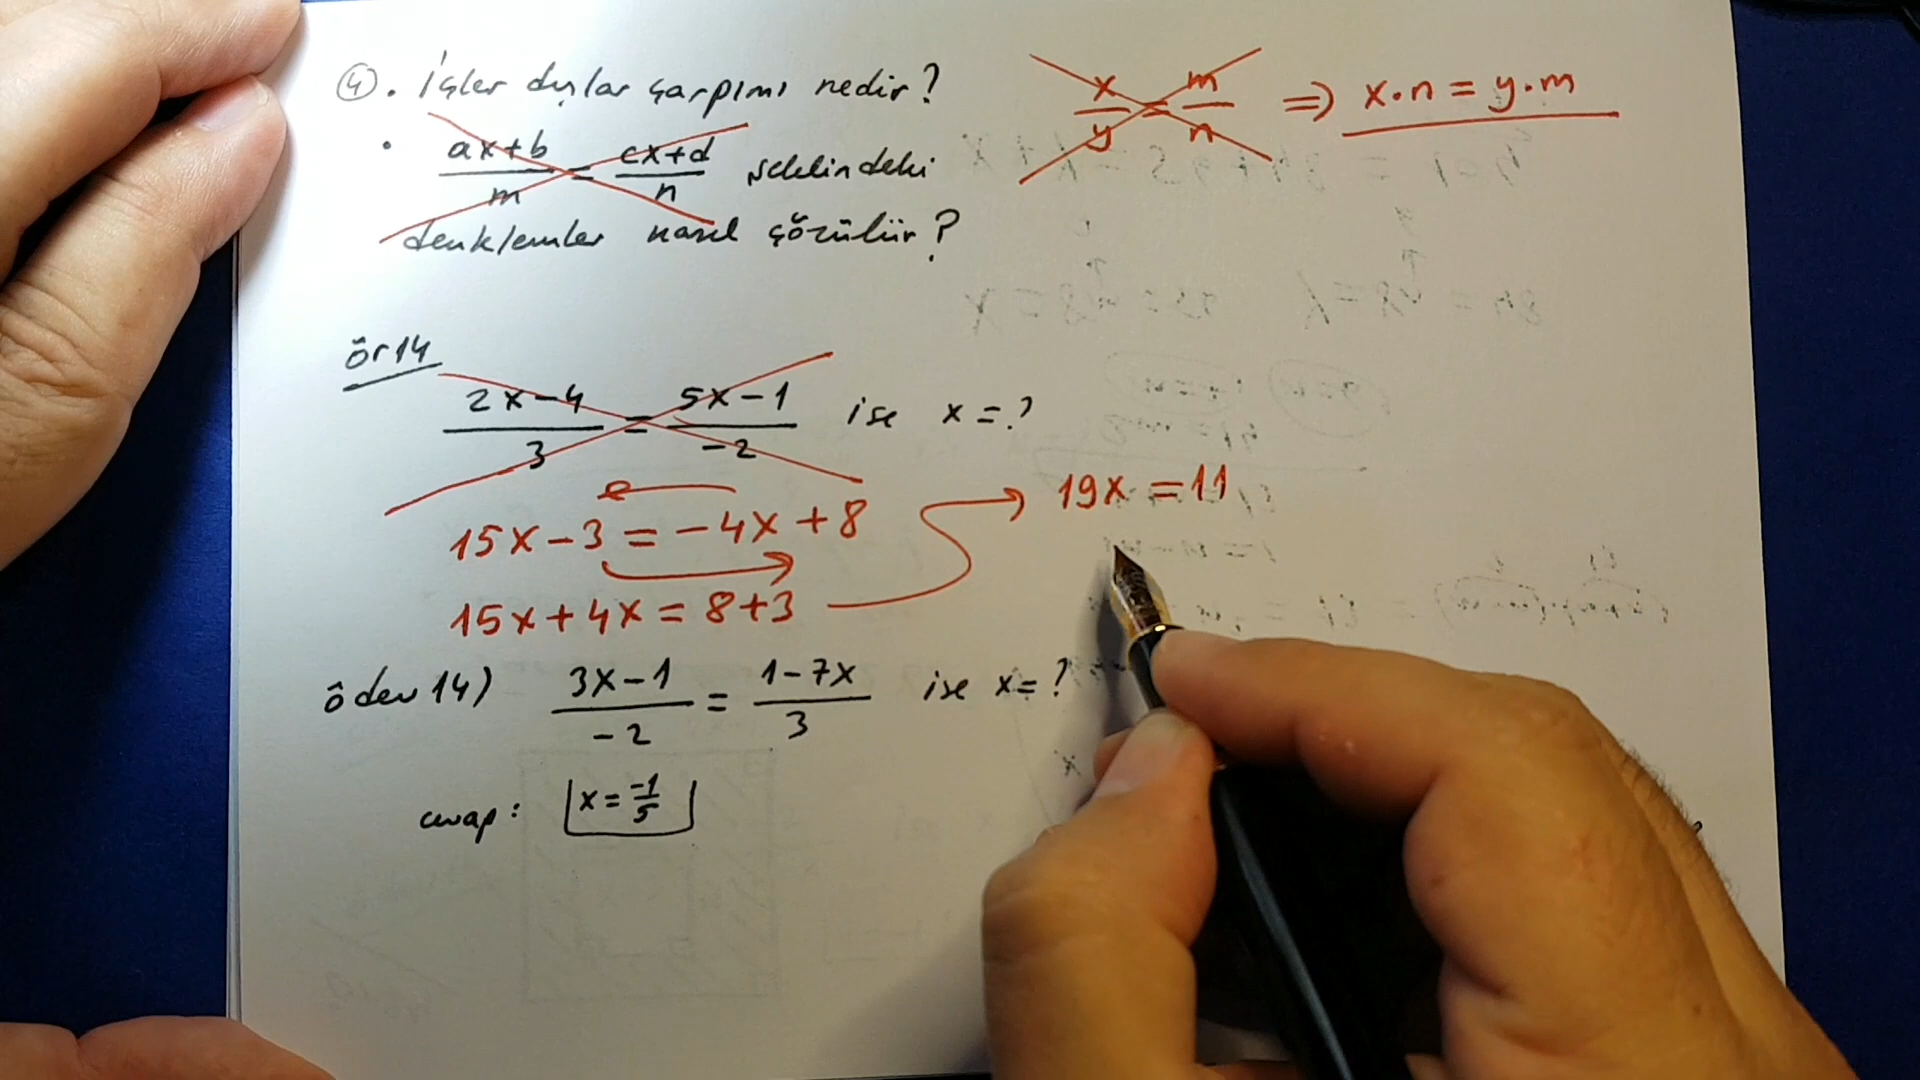 ④. İçler dışlar çarpımı nedir?
x/y = m/n ⇒ x·n = y·m
• ax+b/m = cx+d/n şeklindeki
denklemler nasıl çözülür?
ör14
2x-4/3 = 5x-1/-2 ise x=?
15x-3 = -4x+8
19x = 11
15x+4x = 8+3
ödev 14) 3x-1/-2 = 1-7x/3 ise x=?
cevap: x = -1/5